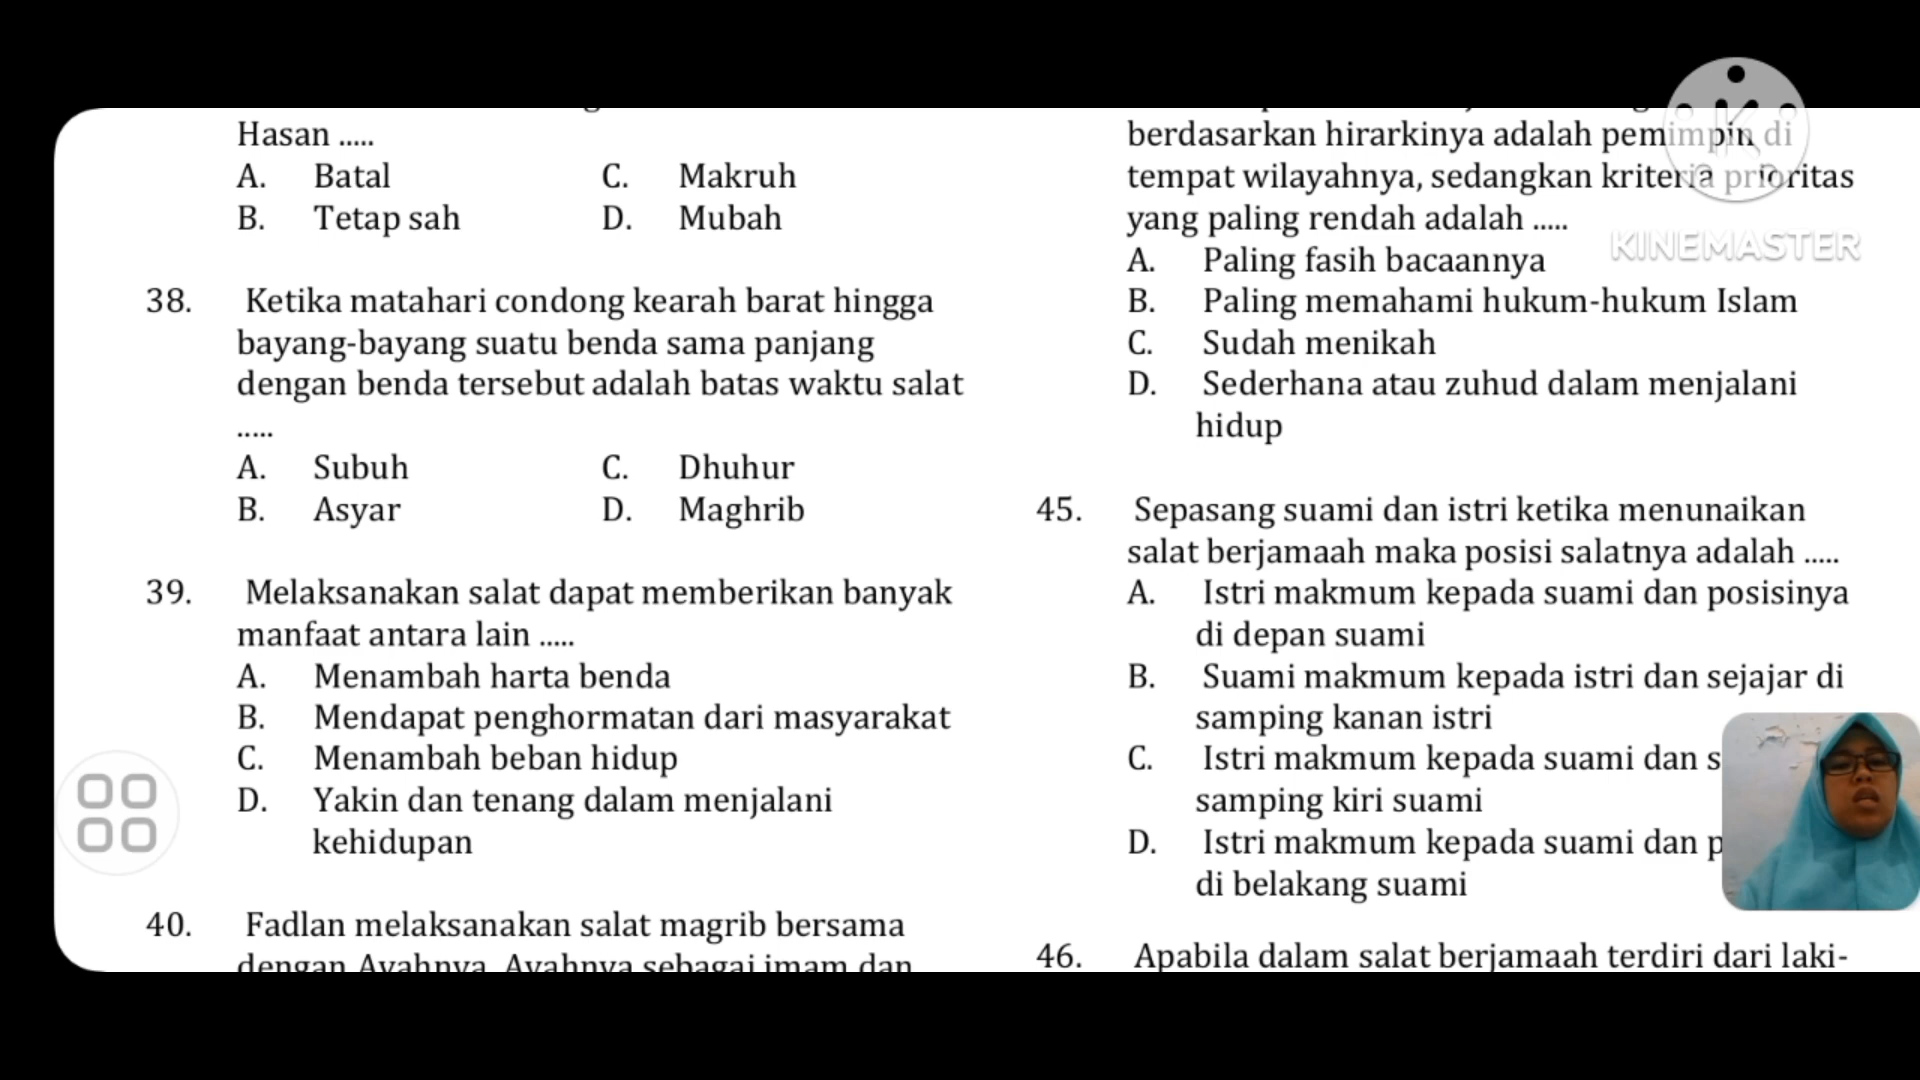 Hasan .....
A. Batal C. Makruh
B. Tetap sah D. Mubah
38. Ketika matahari condong kearah barat hingga
bayang-bayang suatu benda sama panjang
dengan benda tersebut adalah batas waktu salat
.....
A. Subuh C. Dhuhur
B. Asyar D. Maghrib
39. Melaksanakan salat dapat memberikan banyak
manfaat antara lain .....
A. Menambah harta benda
B. Mendapat penghormatan dari masyarakat
C. Menambah beban hidup
D. Yakin dan tenang dalam menjalani
kehidupan
40. Fadlan melaksanakan salat magrib bersama
dengan Ayahnya. Ayahnya sebagai imam dan
berdasarkan hirarkinya adalah pemimpin di
tempat wilayahnya, sedangkan kriteria prioritas
yang paling rendah adalah .....
A. Paling fasih bacaannya
B. Paling memahami hukum-hukum Islam
C. Sudah menikah
D. Sederhana atau zuhud dalam menjalani
hidup
45. Sepasang suami dan istri ketika menunaikan
salat berjamaah maka posisi salatnya adalah .....
A. Istri makmum kepada suami dan posisinya
di depan suami
B. Suami makmum kepada istri dan sejajar di
samping kanan istri
C. Istri makmum kepada suami dan s
samping kiri suami
D. Istri makmum kepada suami dan p
di belakang suami
46. Apabila dalam salat berjamaah terdiri dari laki-
KINEMASTER